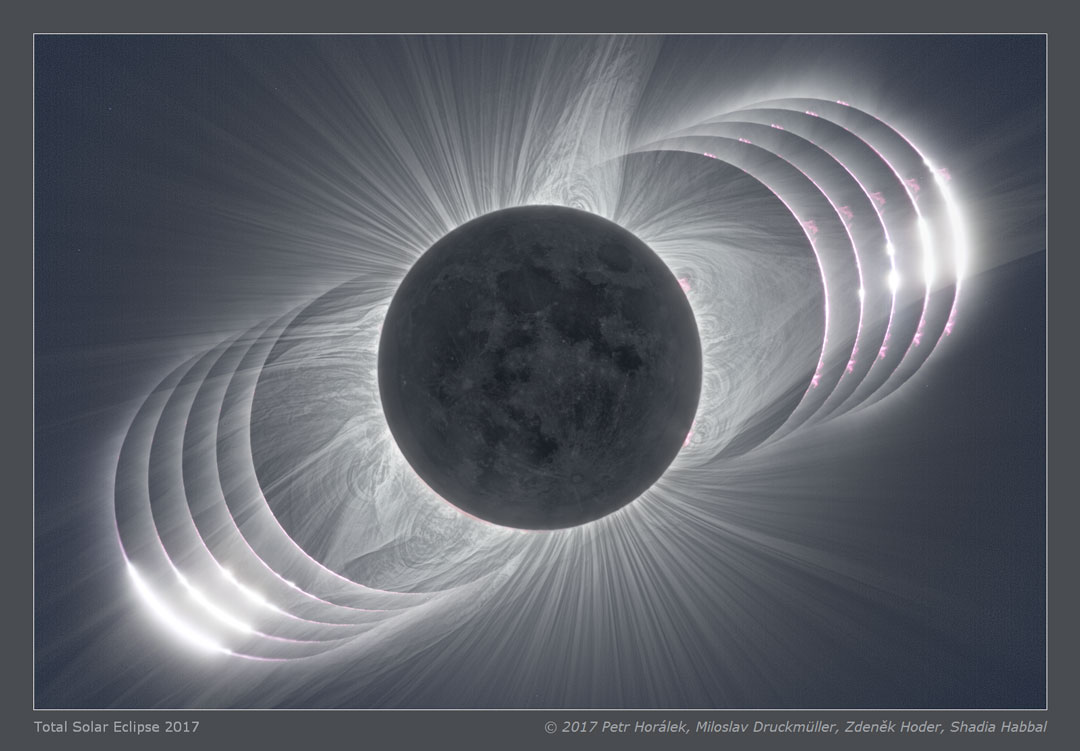 Total Solar Eclipse 2017
© 2017 Petr Horálek, Miloslav Druckmüller, Zdeněk Hoder, Shadia Habbal